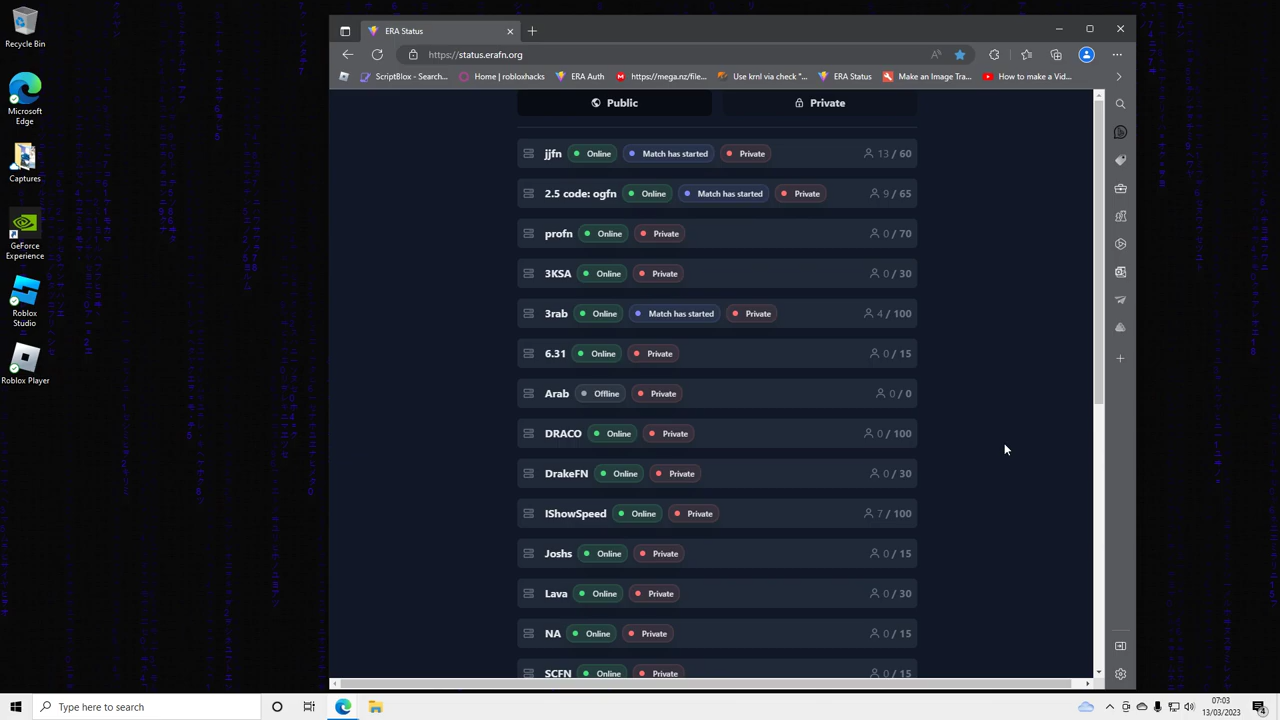 Recycle Bin
Microsoft
Edge
Captures
GeForce
Experience
Roblox
Studio
Roblox Player
ERA Status
https://status.erafn.org
ScriptBlox - Search...
Home | robloxhacks
ERA Auth
https://mega.nz/file...
Use krnl via check "...
ERA Status
Make an Image Tra...
How to make a Vid...
Public
Private
jjfn Online Match has started Private 13 / 60
2.5 code: ogfn Online Match has started Private 9 / 65
profn Online Private 0 / 70
3KSA Online Private 0 / 30
3rab Online Match has started Private 4 / 100
6.31 Online Private 0 / 15
Arab Offline Private 0 / 0
DRACO Online Private 0 / 100
DrakeFN Online Private 0 / 30
IShowSpeed Online Private 7 / 100
Joshs Online Private 0 / 15
Lava Online Private 0 / 30
NA Online Private 0 / 15
SCFN Online Private 0 / 15
Type here to search
07:03
13/03/2023
4